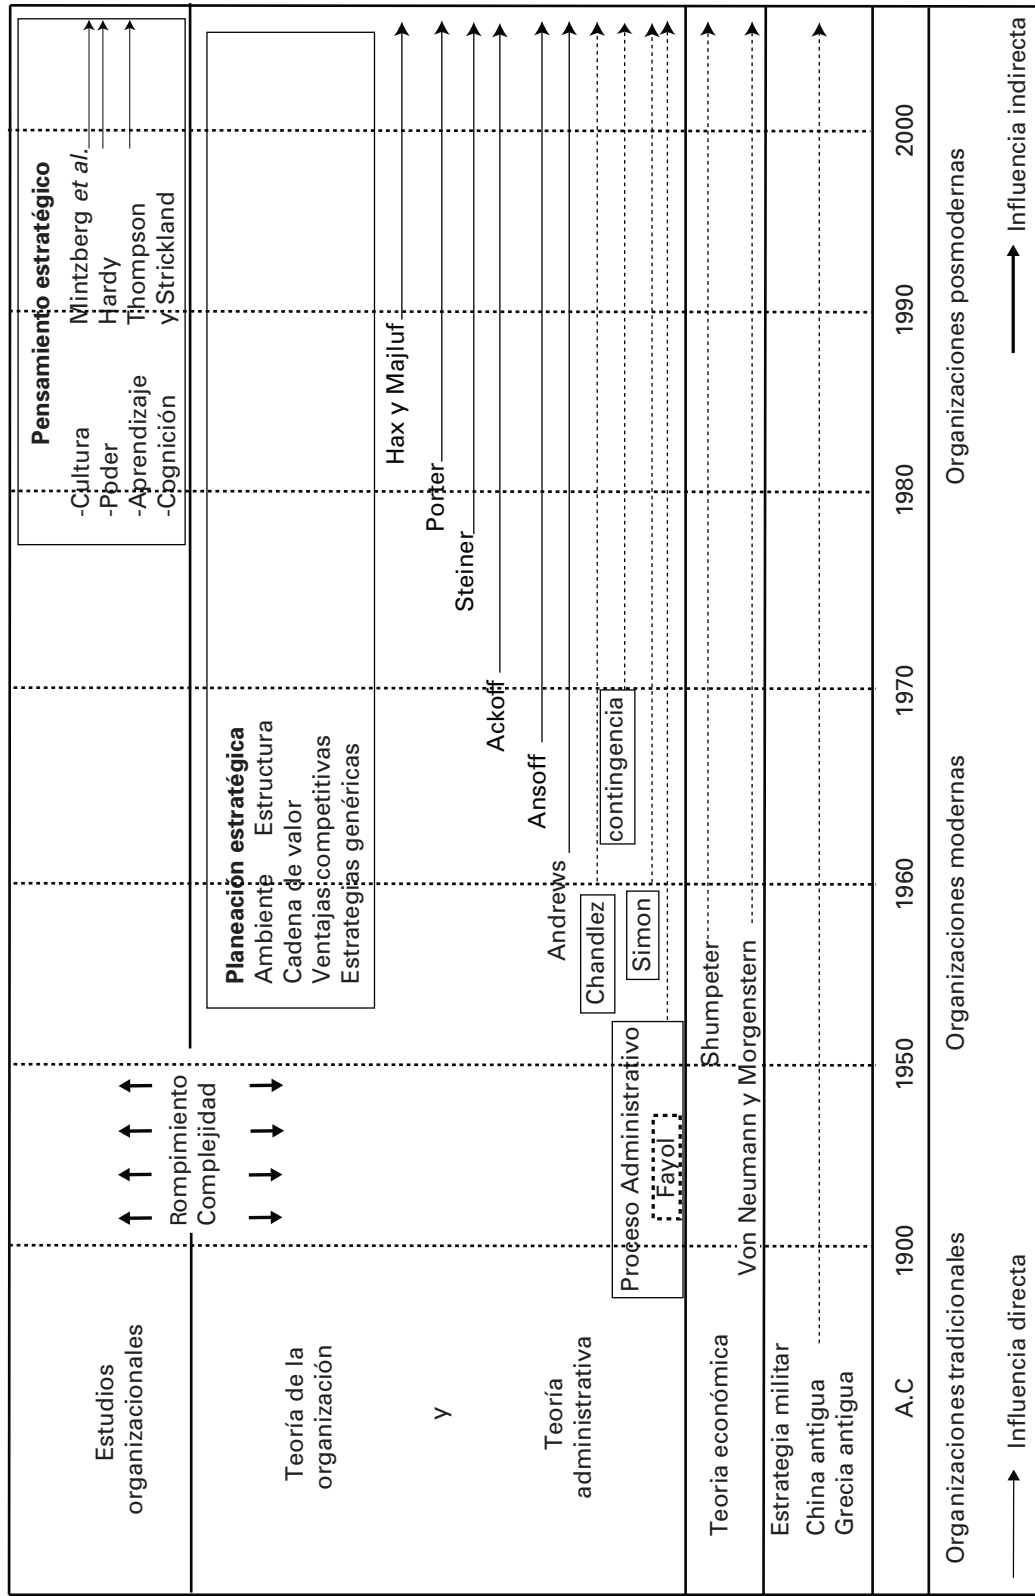 Estudios
organizacionales
Rompimiento
Complejidad
Pensamiento estratégico
-Cultura Mintzberg et al.
-Poder Hardy
-Aprendizaje Thompson
-Cognición y Strickland
Teoría de la
organización
y
Teoría
administrativa
Planeación estratégica
Ambiente Estructura
Cadena de valor
Ventajas competitivas
Estrategias genéricas
Hax y Majluf
Porter
Steiner
Ackoff
Ansoff
Andrews
Chandlez
contingencia
Simon
Proceso Administrativo
Fayol
Teoria económica
Shumpeter
Von Neumann y Morgenstern
Estrategia militar
China antigua
Grecia antigua
A.C 1900 1950 1960 1970 1980 1990 2000
Organizaciones tradicionales Organizaciones modernas Organizaciones posmodernas
Influencia directa Influencia indirecta